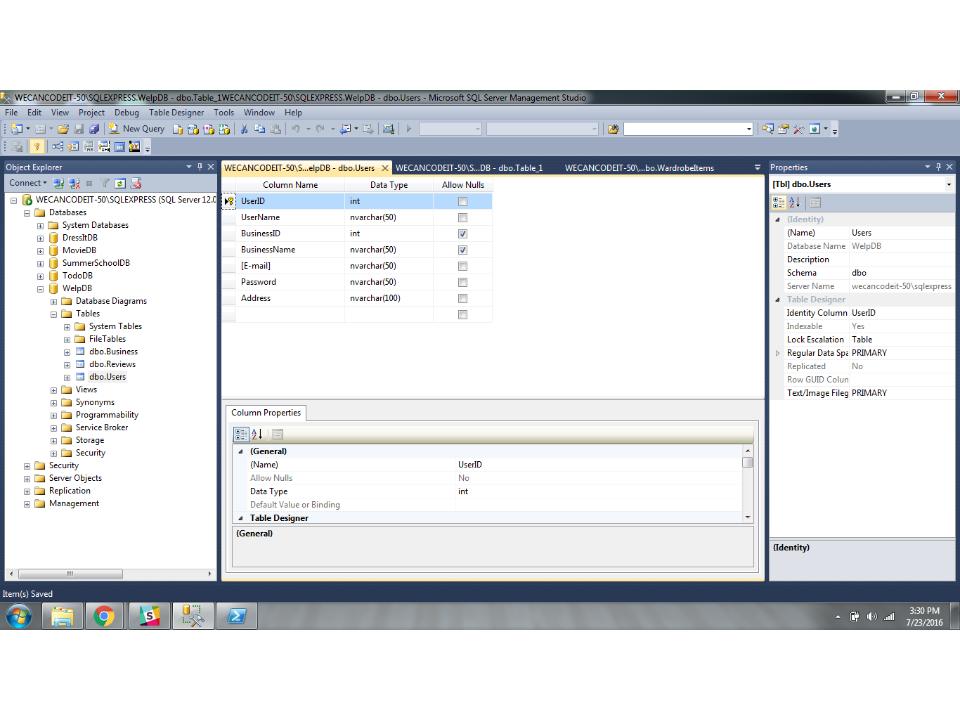 WECANCODEIT-50\SQLEXPRESS.WelpDB - dbo.Table_1WECANCODEIT-50\SQLEXPRESS.WelpDB - dbo.Users - Microsoft SQL Server Management Studio
File Edit View Project Debug Table Designer Tools Window Help
New Query
Object Explorer
Connect
WECANCODEIT-50\SQLEXPRESS (SQL Server 12.0
Databases
System Databases
DressItDB
MovieDB
SummerSchoolDB
TodoDB
WelpDB
Database Diagrams
Tables
System Tables
FileTables
dbo.Business
dbo.Reviews
dbo.Users
Views
Synonyms
Programmability
Service Broker
Storage
Security
Security
Server Objects
Replication
Management
WECANCODEIT-50\S...elpDB - dbo.Users WECANCODEIT-50\S...DB - dbo.Table_1 WECANCODEIT-50\...bo.WardrobeItems
Column Name Data Type Allow Nulls
UserID int
UserName nvarchar(50)
BusinessID int
BusinessName nvarchar(50)
[E-mail] nvarchar(50)
Password nvarchar(50)
Address nvarchar(100)
Column Properties
(General)
(Name) UserID
Allow Nulls No
Data Type int
Default Value or Binding
Table Designer
(General)
Properties
[Tbl] dbo.Users
(Identity)
(Name) Users
Database Name WelpDB
Description
Schema dbo
Server Name wecancodeit-50\sqlexpress
Table Designer
Identity Column UserID
Indexable Yes
Lock Escalation Table
Regular Data Spa PRIMARY
Replicated No
Row GUID Colun
Text/Image Fileg PRIMARY
(Identity)
Item(s) Saved
3:30 PM
7/23/2016